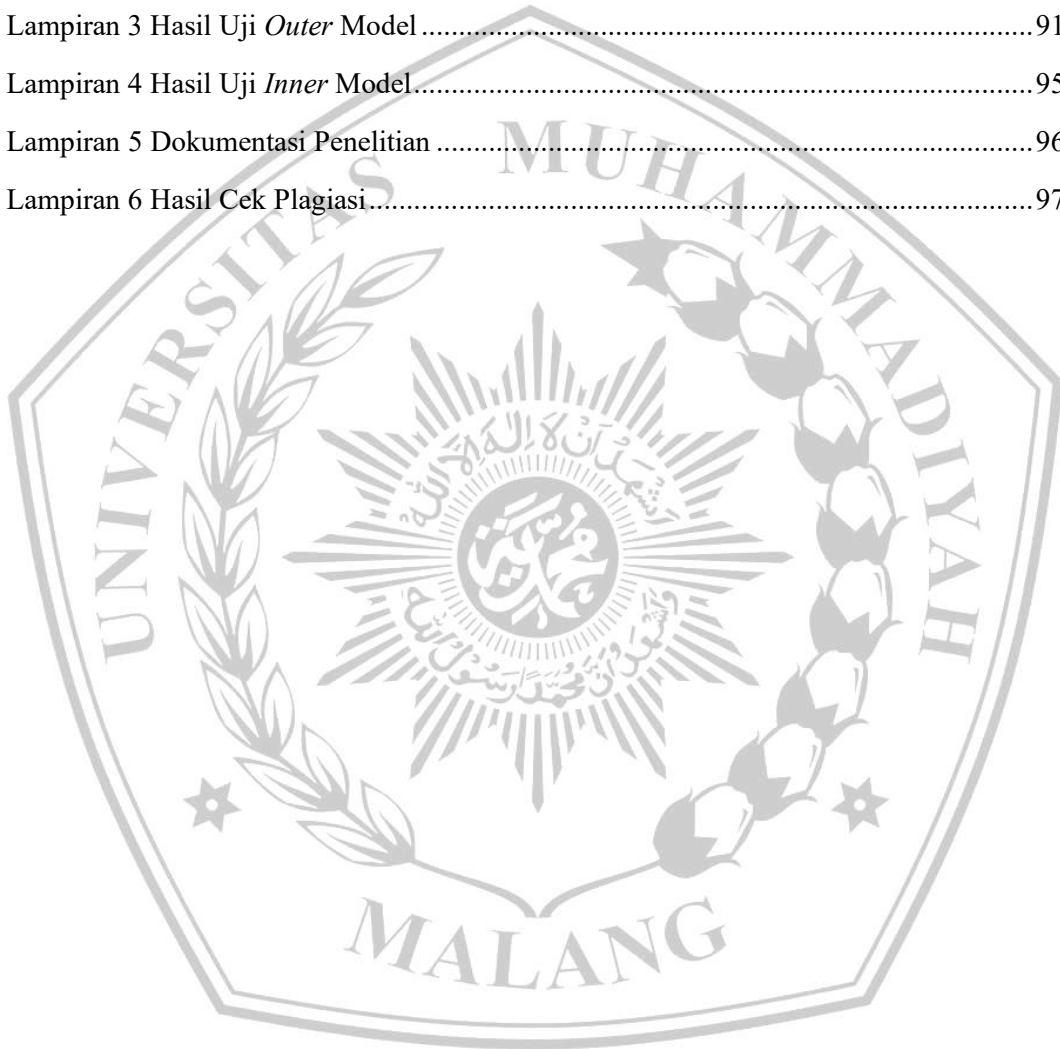 Lampiran 3 Hasil Uji Outer Model ........................................................................ 91
Lampiran 4 Hasil Uji Inner Model ........................................................................ 95
Lampiran 5 Dokumentasi Penelitian ........................................................................ 96
Lampiran 6 Hasil Cek Plagiasi ........................................................................ 97
UNIVERSITAS MUHAMMADIYAH
MALANG